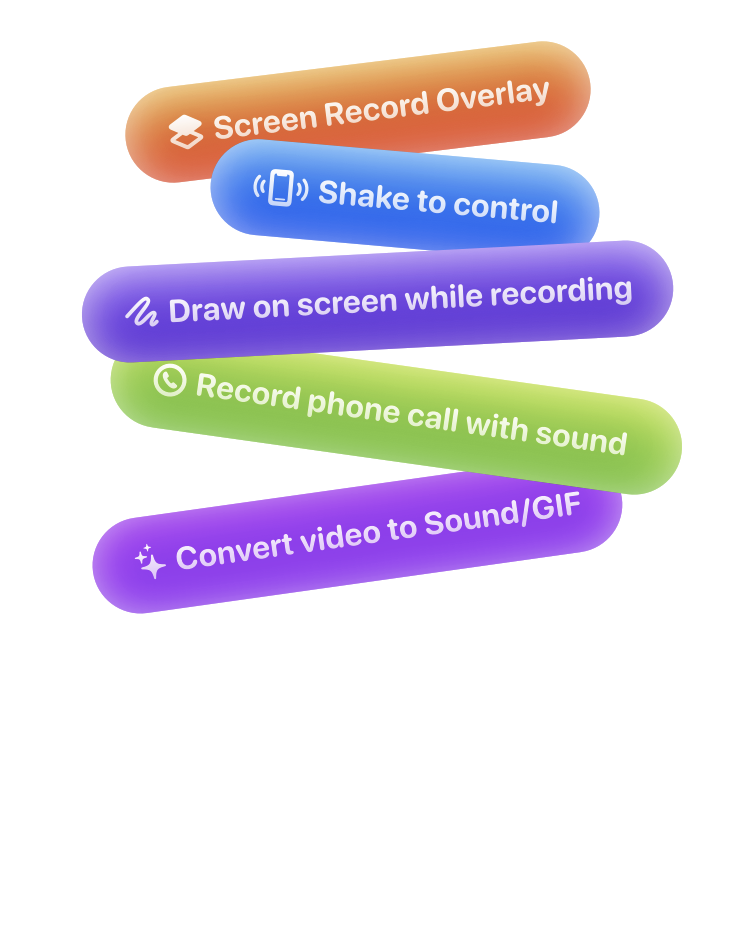 Screen Record Overlay
Shake to control
Draw on screen while recording
Record phone call with sound
Convert video to Sound/GIF